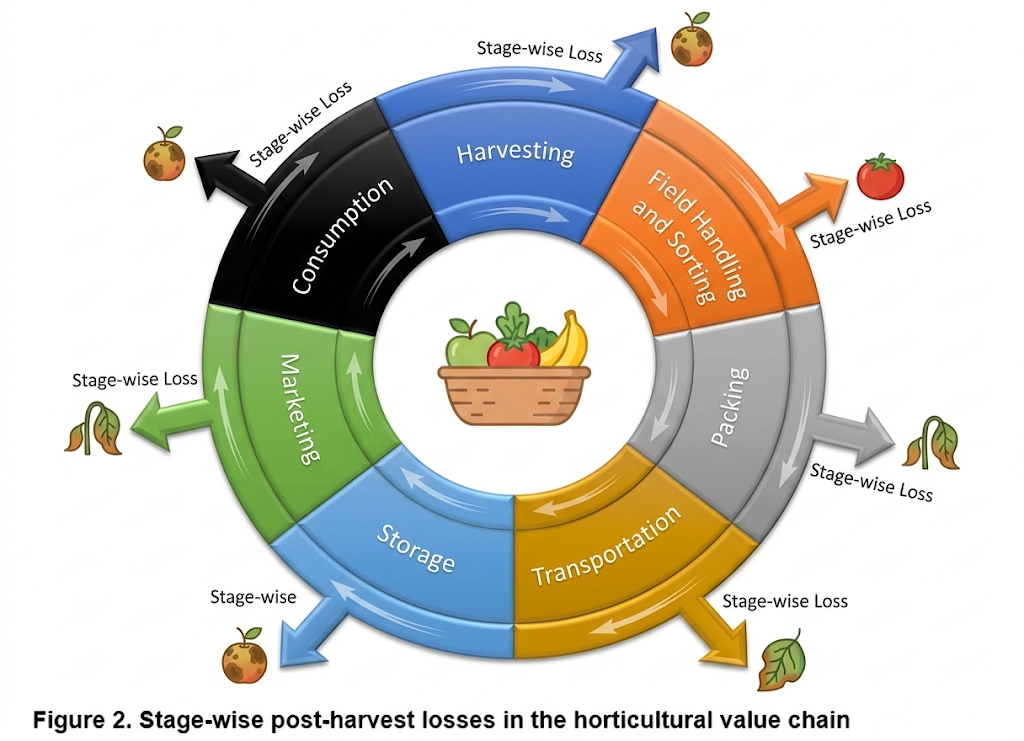 Stage-wise Loss
Harvesting
Field Handling
and Sorting
Stage-wise Loss
Packing
Stage-wise Loss
Transportation
Stage-wise Loss
Storage
Stage-wise
Marketing
Stage-wise Loss
Consumption
Stage-wise Loss
Figure 2. Stage-wise post-harvest losses in the horticultural value chain